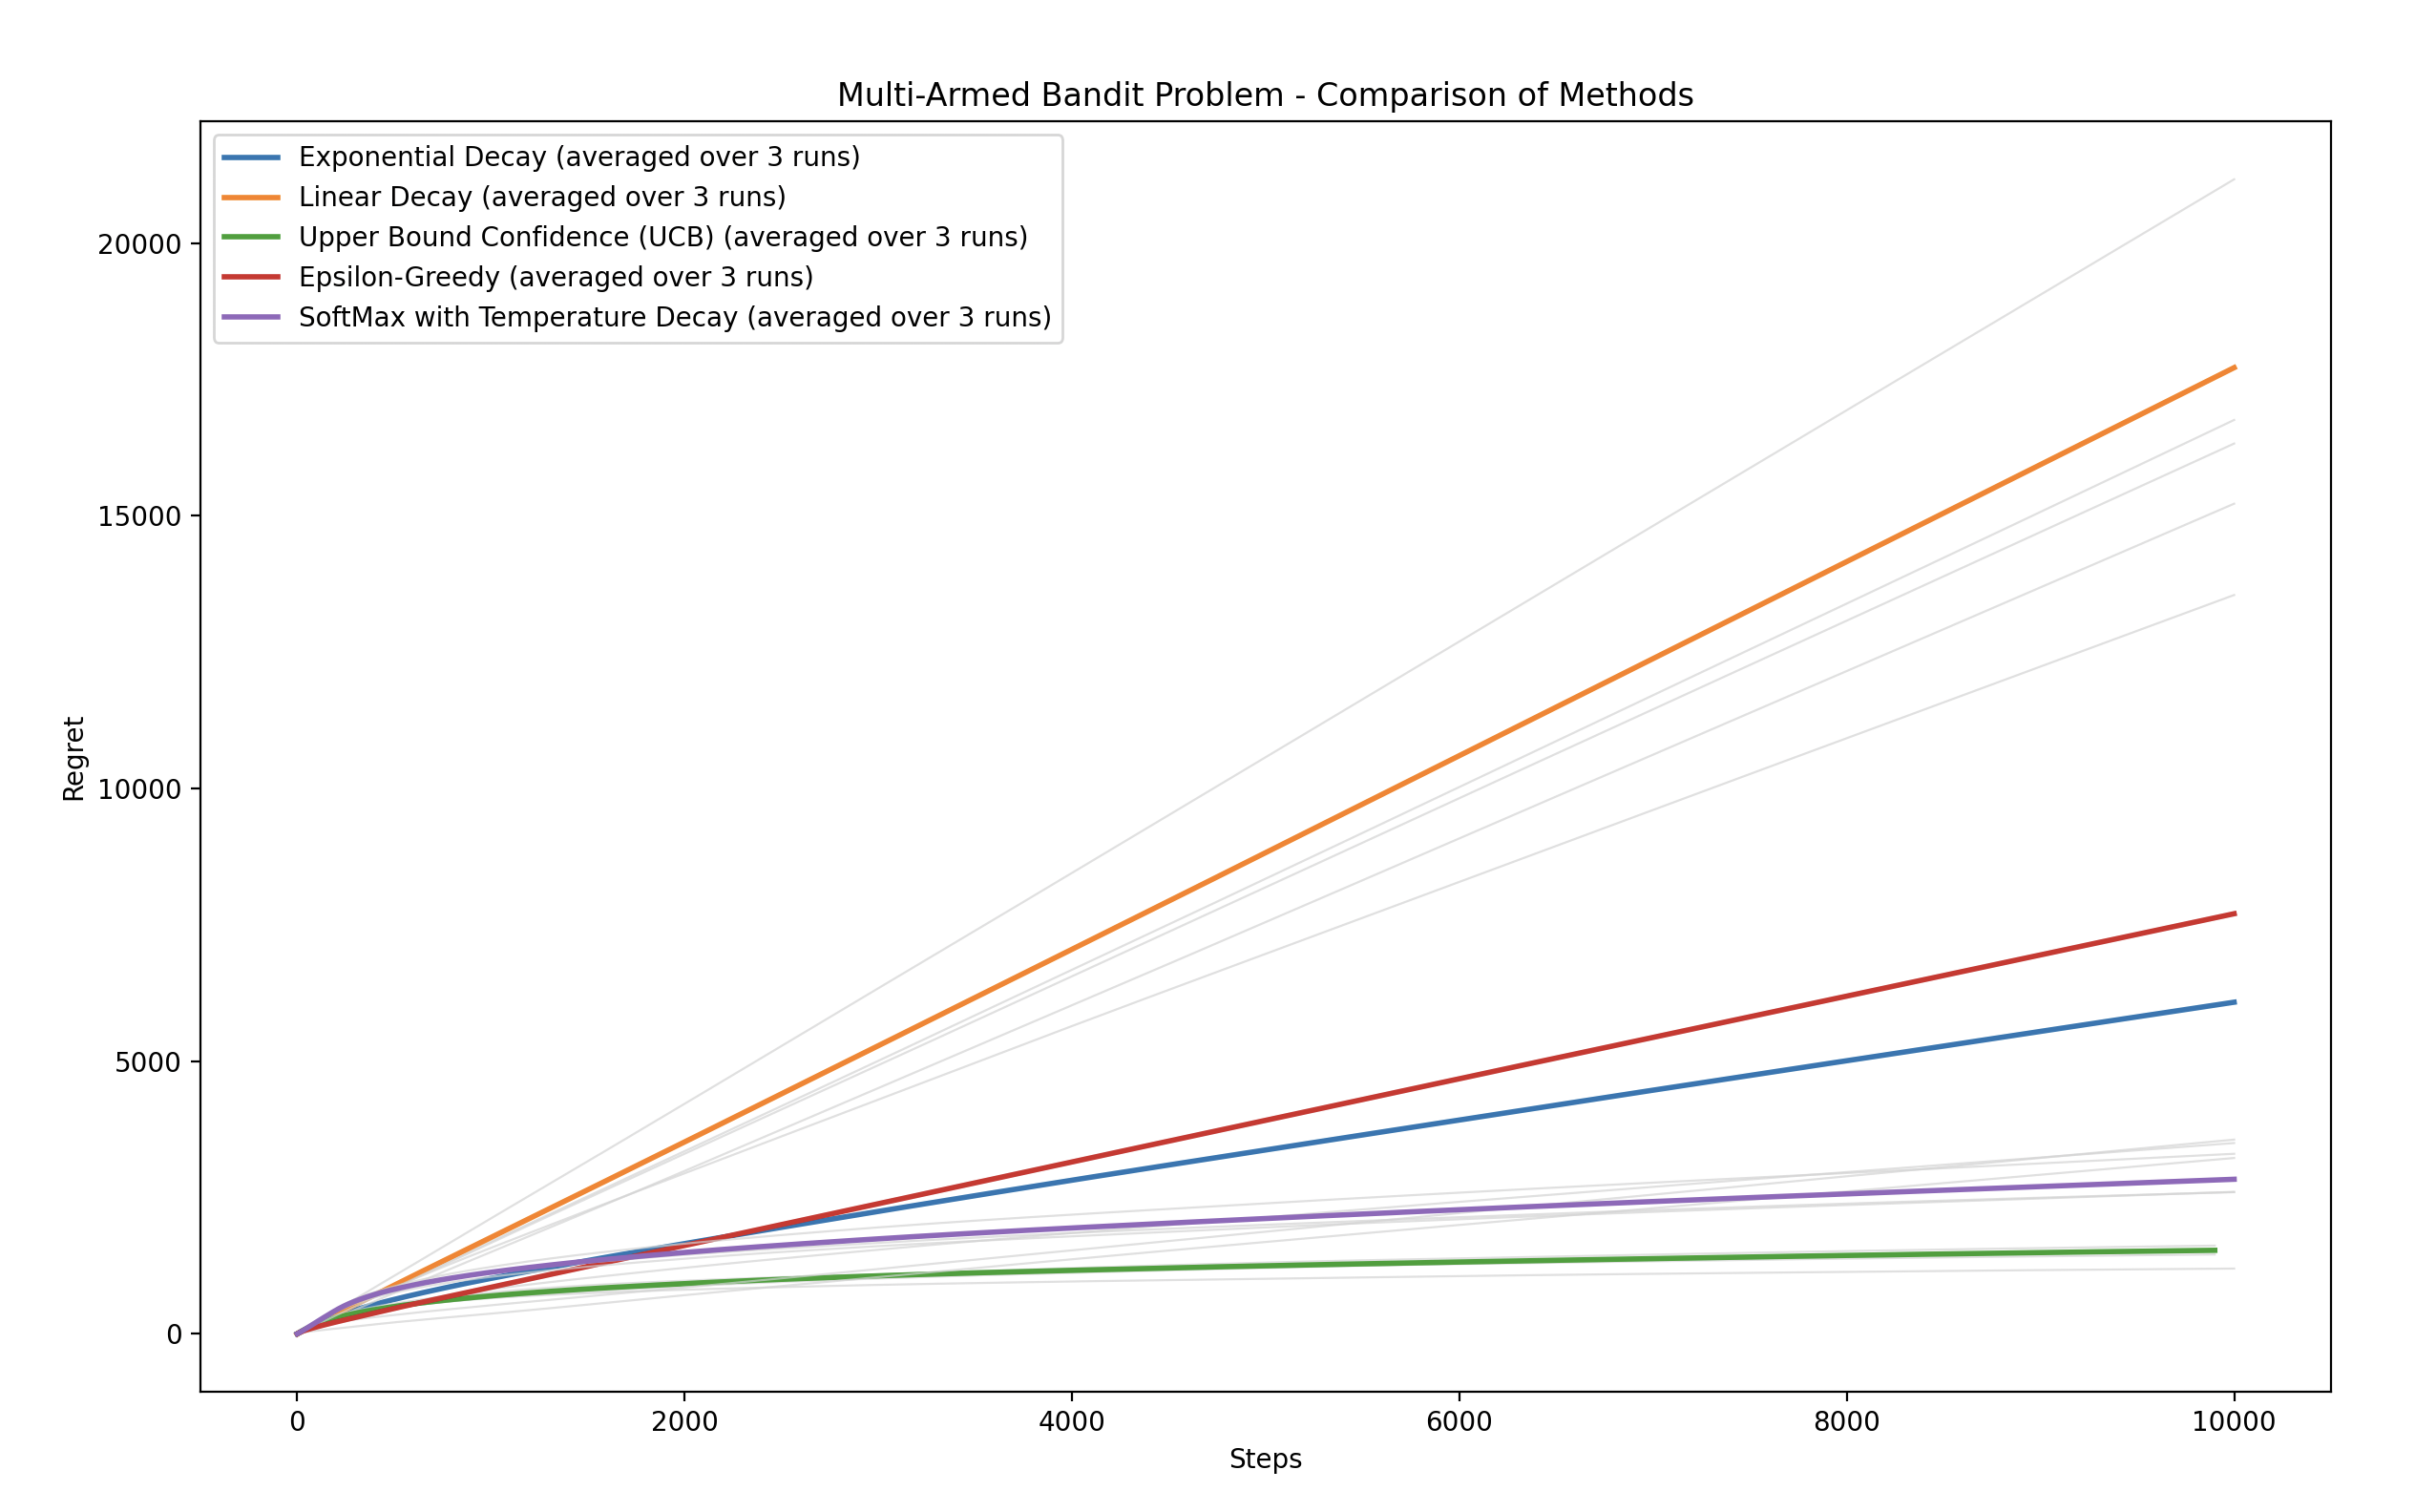 Multi-Armed Bandit Problem - Comparison of Methods
Exponential Decay (averaged over 3 runs)
Linear Decay (averaged over 3 runs)
Upper Bound Confidence (UCB) (averaged over 3 runs)
Epsilon-Greedy (averaged over 3 runs)
SoftMax with Temperature Decay (averaged over 3 runs)
20000
15000
10000
5000
0
Regret
0 2000 4000 6000 8000 10000
Steps